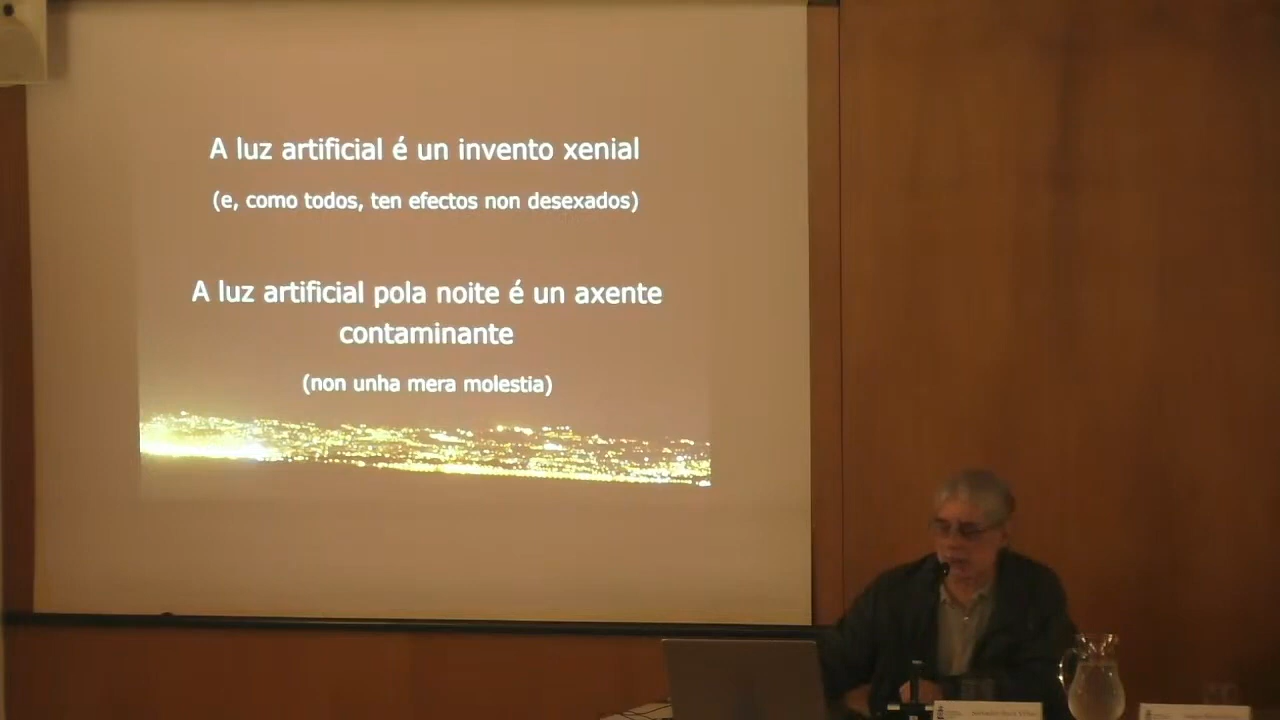 A luz artificial é un invento xenial
(e, como todos, ten efectos non desexados)
A luz artificial pola noite é un axente
contaminante
(non unha mera molestia)